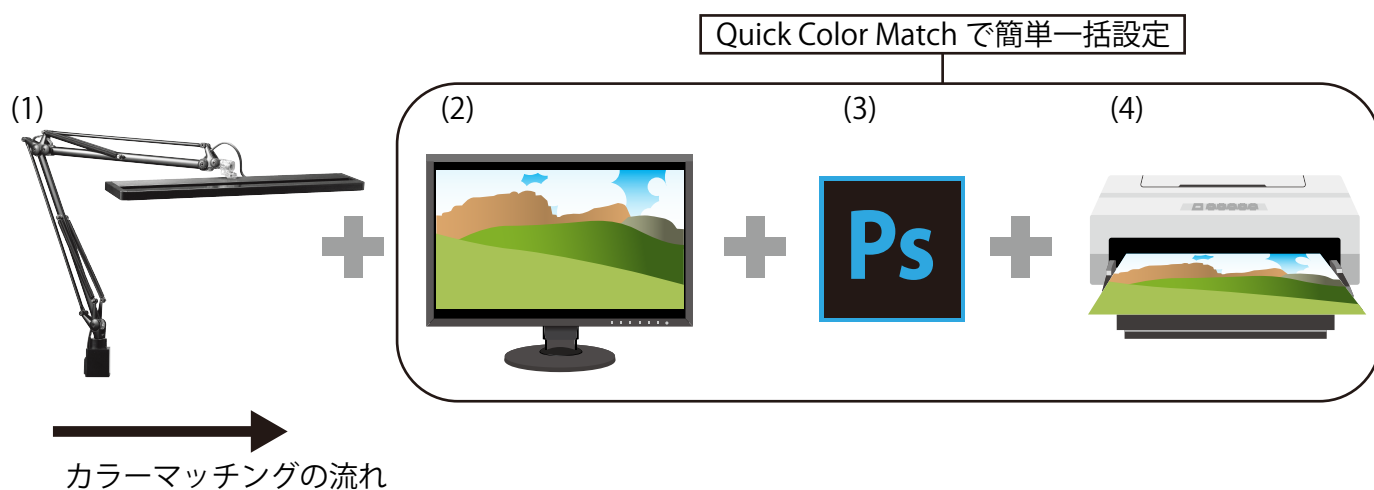 Quick Color Match で簡単一括設定
(1)
(2)
(3)
(4)
Ps
カラーマッチングの流れ